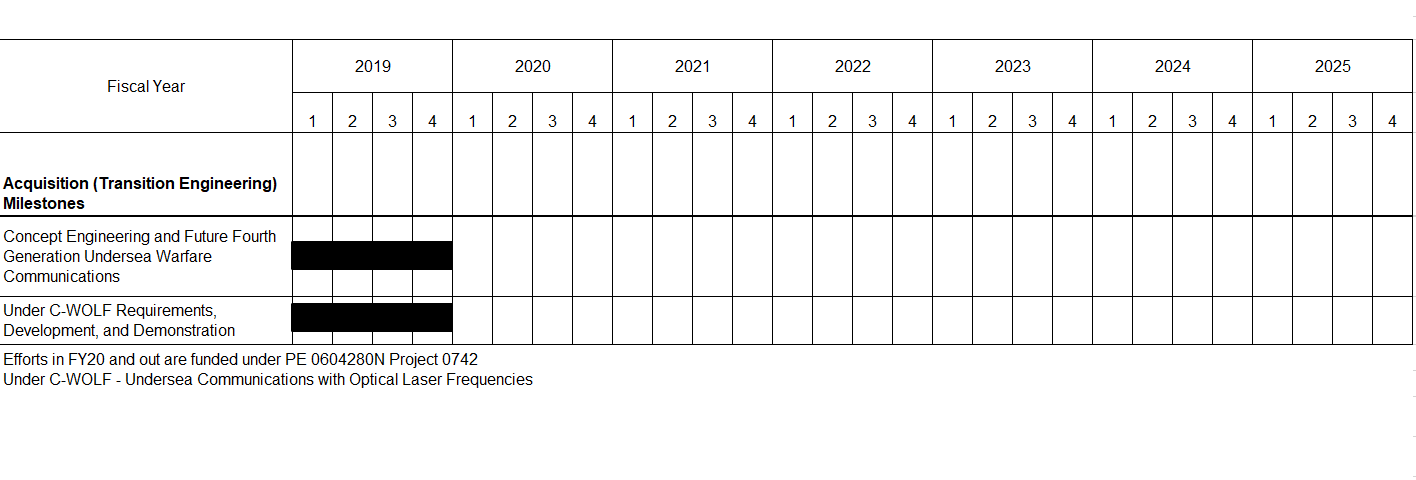 Fiscal Year
2019 2020 2021 2022 2023 2024 2025
1 2 3 4 1 2 3 4 1 2 3 4 1 2 3 4 1 2 3 4 1 2 3 4 1 2 3 4
Acquisition (Transition Engineering)
Milestones
Concept Engineering and Future Fourth
Generation Undersea Warfare
Communications
Under C-WOLF Requirements,
Development, and Demonstration
Efforts in FY20 and out are funded under PE 0604280N Project 0742
Under C-WOLF - Undersea Communications with Optical Laser Frequencies